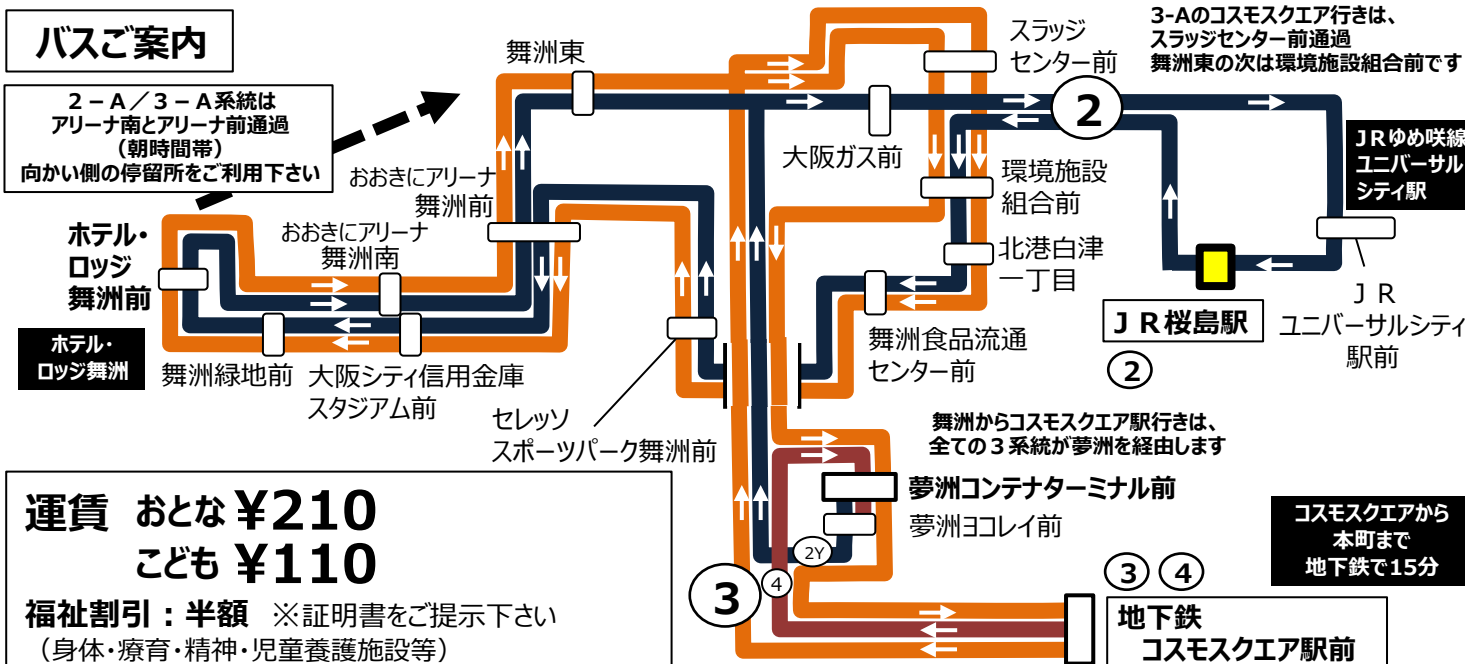 バスご案内
2－A／3－A系統は
アリーナ南とアリーナ前通過
（朝時間帯）
向かい側の停留所をご利用下さい
舞洲東
スラッジ
センター前
3-Aのコスモスクエア行きは、
スラッジセンター前通過
舞洲東の次は環境施設組合前です
2
大阪ガス前
JRゆめ咲線
ユニバーサル
シティ駅
おおきにアリーナ
舞洲前
環境施設
組合前
ホテル・
ロッジ
舞洲前
おおきにアリーナ
舞洲南
北港白津
一丁目
JR桜島駅
②
JR
ユニバーサルシティ
駅前
ホテル・
ロッジ舞洲
舞洲緑地前
大阪シティ信用金庫
スタジアム前
舞洲食品流通
センター前
セレッソ
スポーツパーク舞洲前
舞洲からコスモスクエア駅行きは、
全ての３系統が夢洲を経由します
夢洲コンテナターミナル前
夢洲ヨコレイ前
2Y
4
3
コスモスクエアから
本町まで
地下鉄で15分
③ ④
地下鉄
コスモスクエア駅前
運賃 おとな ¥210
こども ¥110
福祉割引：半額 ※証明書をご提示下さい
（身体・療育・精神・児童養護施設等）